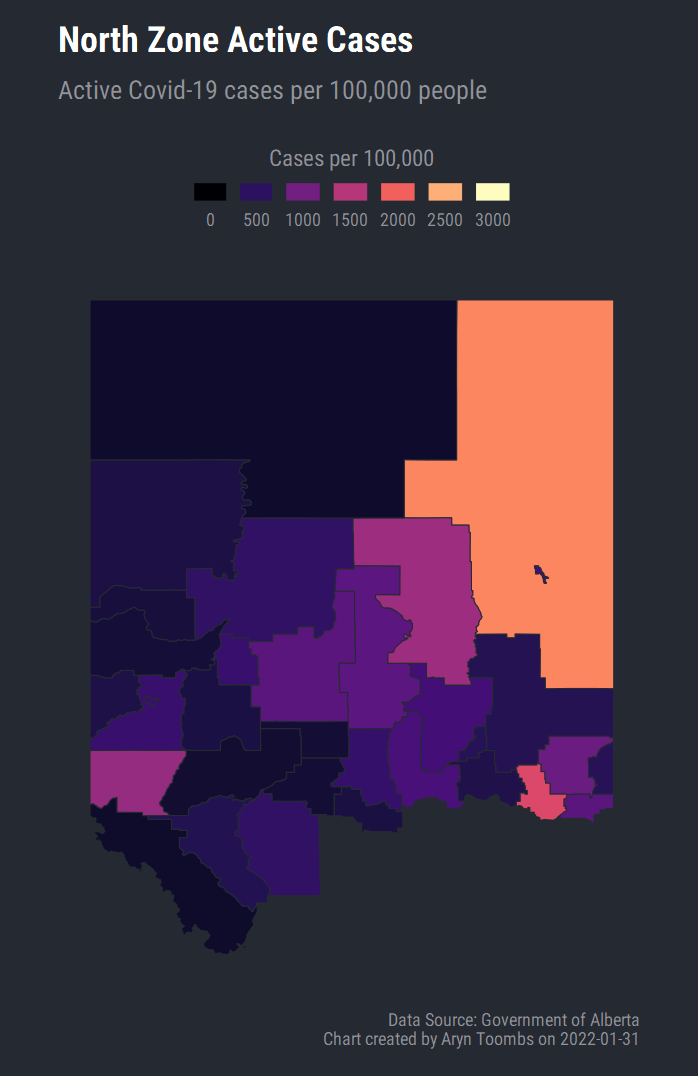 North Zone Active Cases
Active Covid-19 cases per 100,000 people
Cases per 100,000
0 500 1000 1500 2000 2500 3000
Data Source: Government of Alberta
Chart created by Aryn Toombs on 2022-01-31